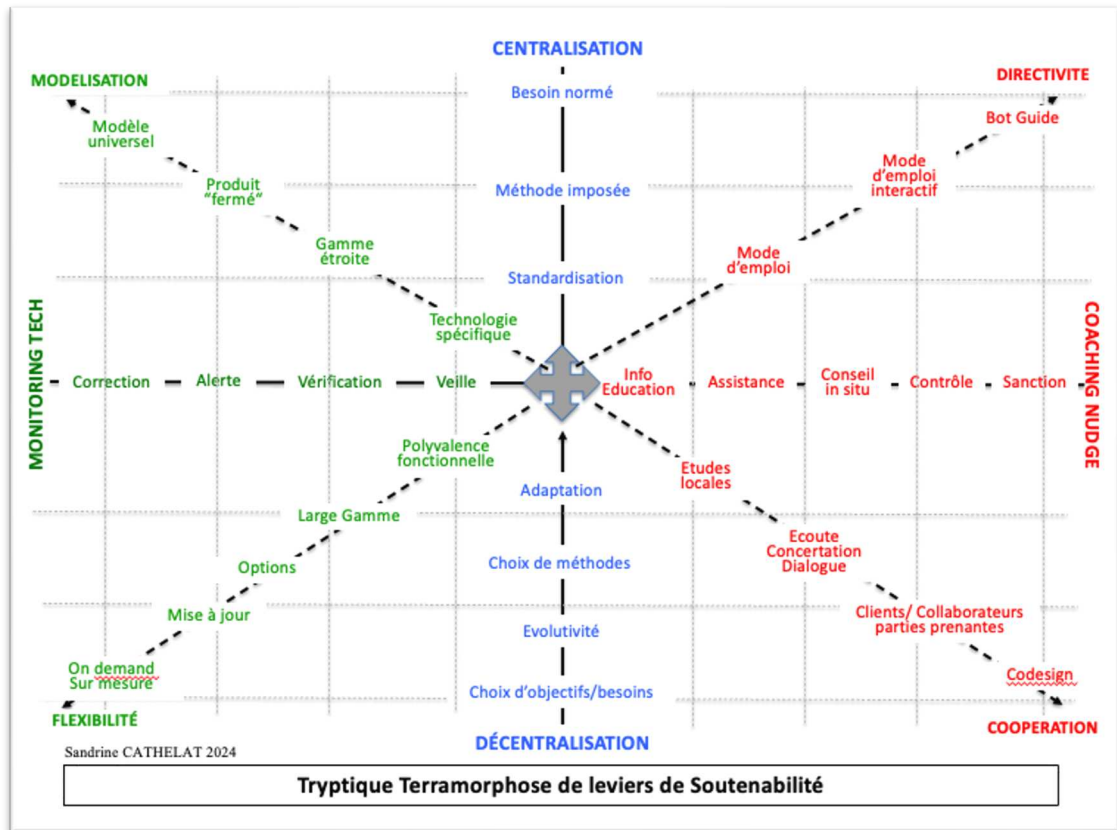 CENTRALISATION
MODELISATION
DIRECTIVITE
Besoin normé
Bot Guide
Modèle
universel
Mode
d'emploi
interactif
Produit
"fermé"
Méthode imposée
Gamme
étroite
Mode
d'emploi
Standardisation
Technologie
spécifique
MONITORING TECH
Correction
Alerte
Vérification
Veille
Info
Education
Assistance
Conseil
in situ
Contrôle
Sanction
COACHING NUDGE
Polyvalence
fonctionnelle
Etudes
locales
Adaptation
Large Gamme
Ecoute
Concertation
Dialogue
Options
Choix de méthodes
Mise à jour
Clients/ Collaborateurs
parties prenantes
Evolutivité
On demand
Sur mesure
Codesign
Choix d'objectifs/besoins
FLEXIBILITÉ
COOPERATION
DÉCENTRALISATION
Sandrine CATHELAT 2024
Tryptique Terramorphose de leviers de Soutenabilité